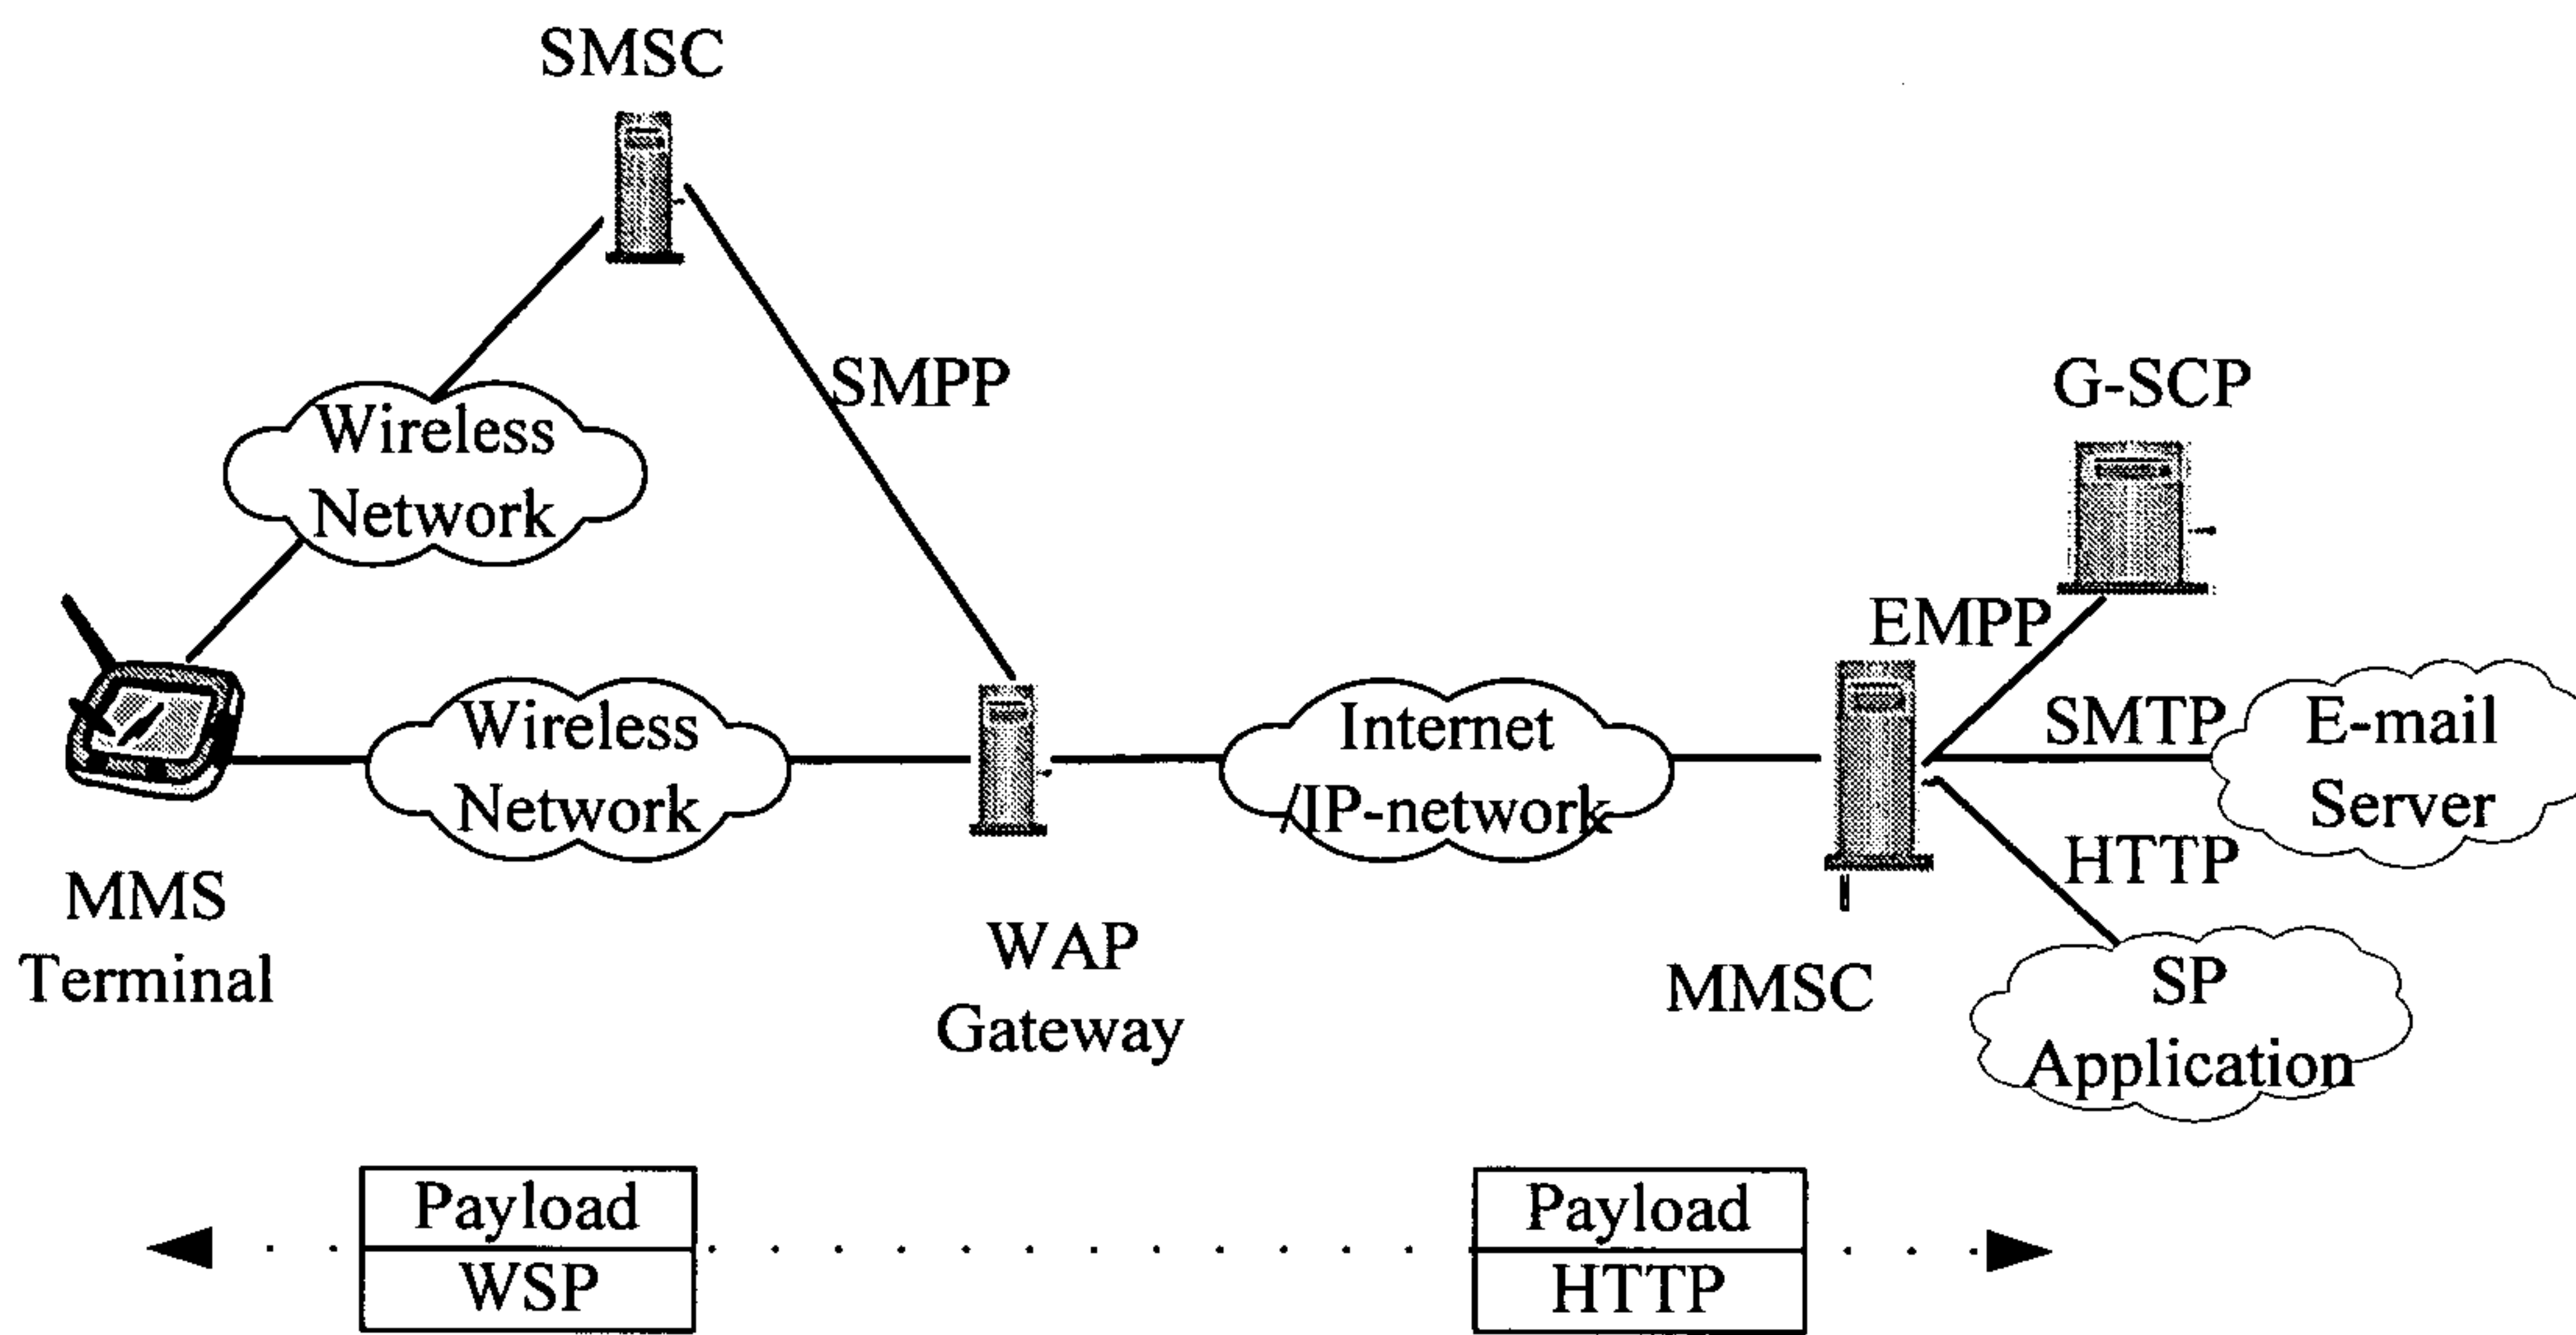 SMSC
SMPP
Wireless
Network
G-SCP
EMPP
Wireless
Network
Internet
/IP-network
SMTP
E-mail
Server
HTTP
MMS
Terminal
WAP
Gateway
MMSC
SP
Application
Payload
WSP
Payload
HTTP